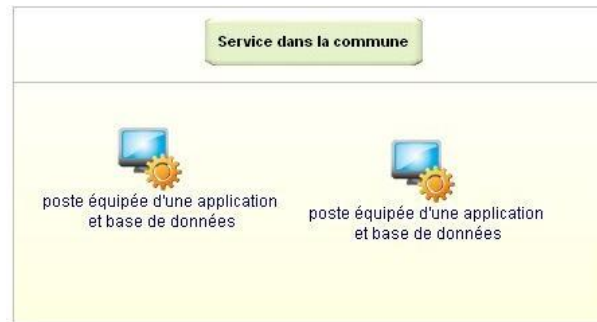 Service dans la commune
poste équipée d'une application
et base de données
poste équipée d'une application
et base de données